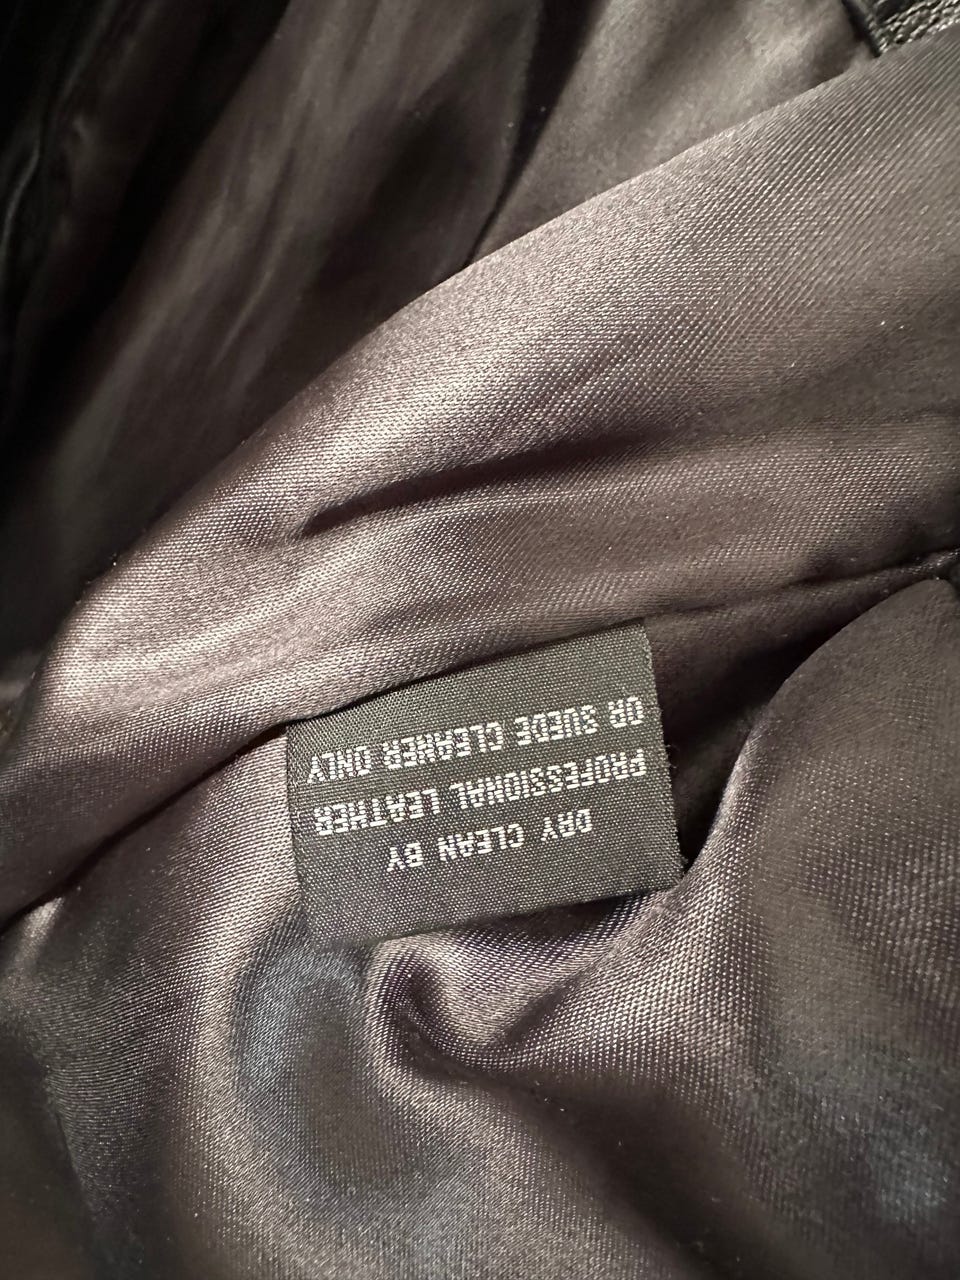 DRY CLEAN BY
PROFESSIONAL LEATHER
OR SUEDE CLEANER ONLY